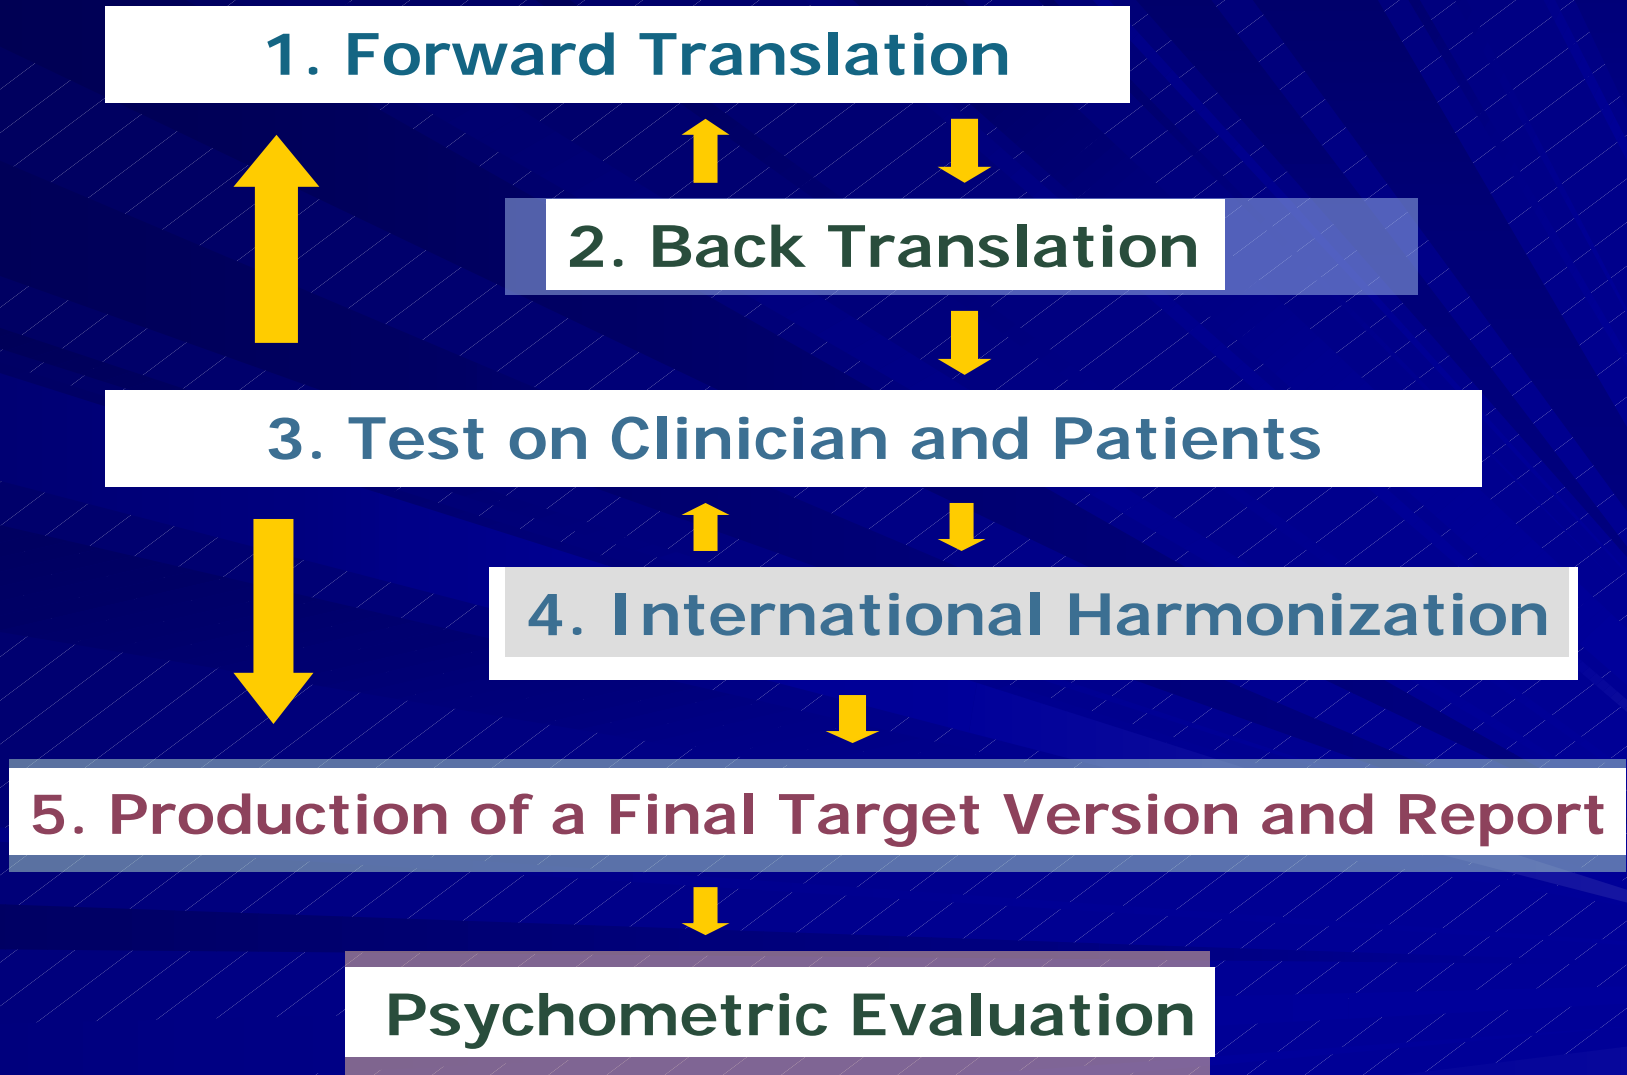 1. Forward Translation
2. Back Translation
3. Test on Clinician and Patients
4. International Harmonization
5. Production of a Final Target Version and Report
Psychometric Evaluation